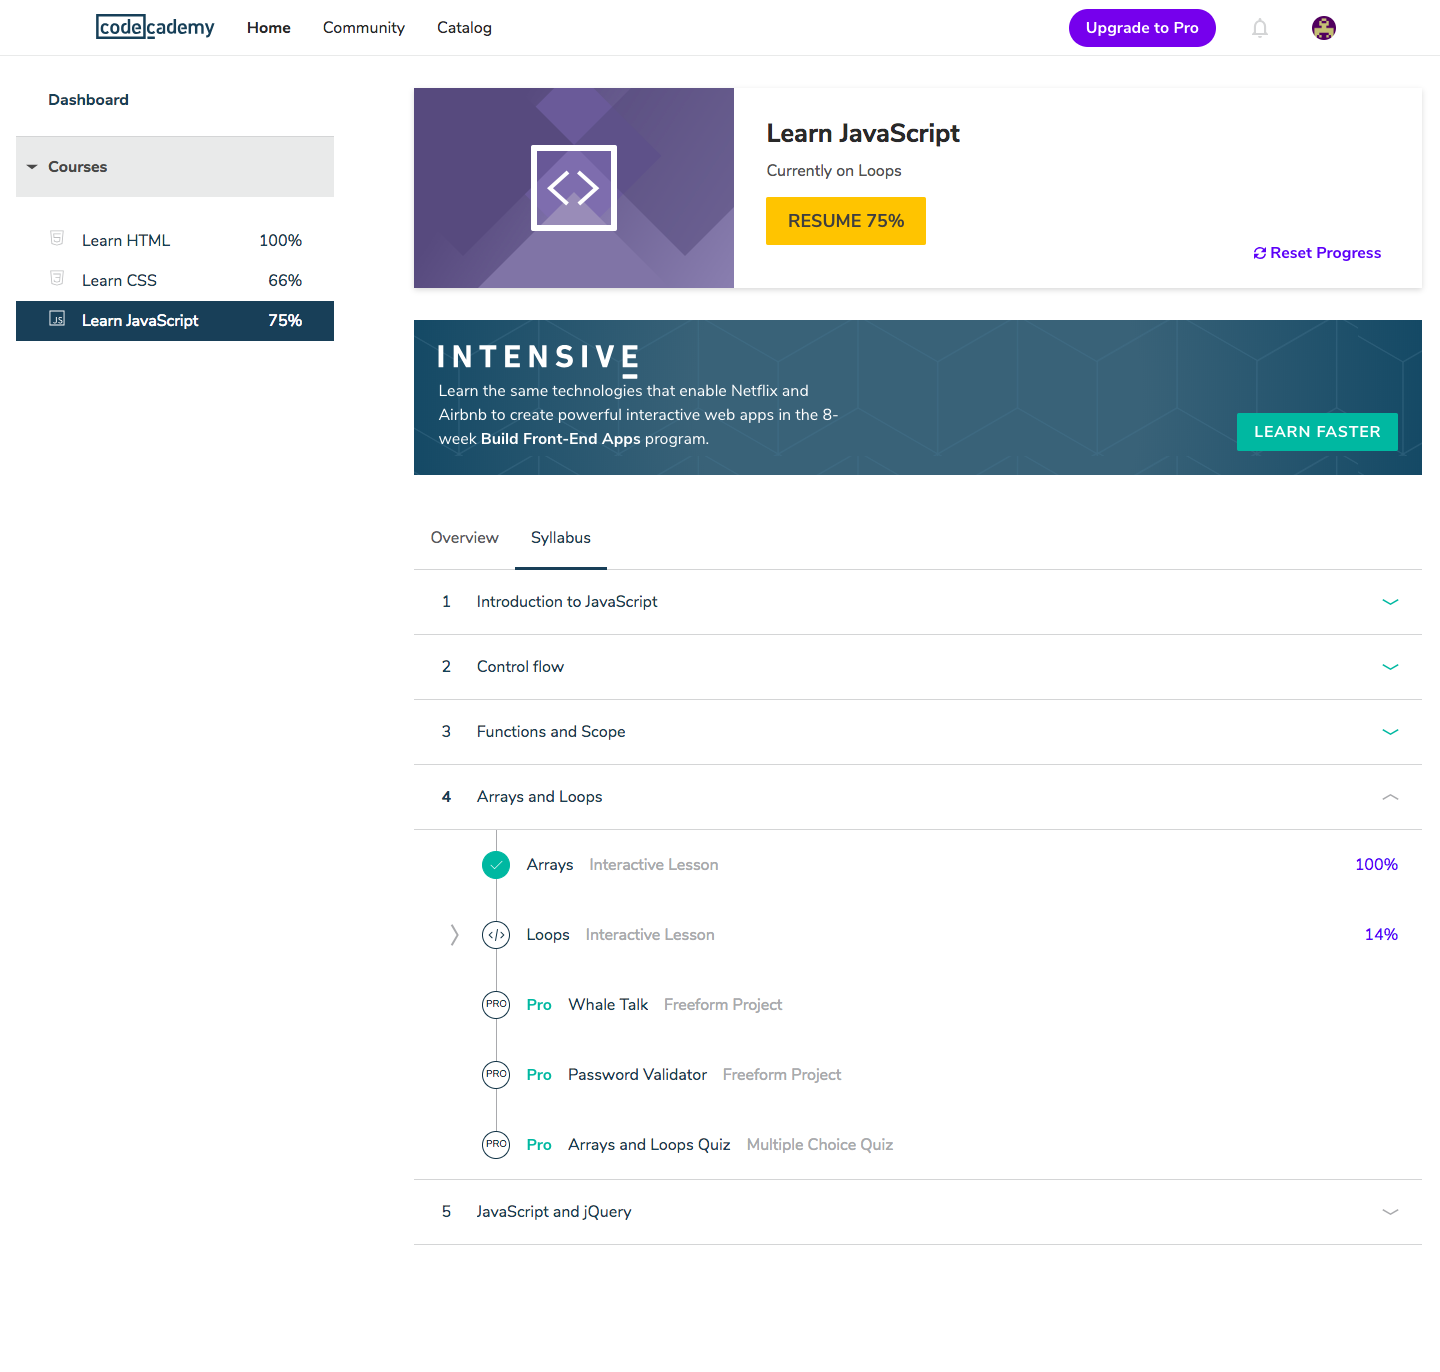 codecademy
Home
Community
Catalog
Upgrade to Pro
Dashboard
Courses
Learn HTML 100%
Learn CSS 66%
JS Learn JavaScript 75%
Learn JavaScript
Currently on Loops
RESUME 75%
Reset Progress
INTENSIVE
Learn the same technologies that enable Netflix and
Airbnb to create powerful interactive web apps in the 8-
week Build Front-End Apps program.
LEARN FASTER
Overview
Syllabus
1 Introduction to JavaScript
2 Control flow
3 Functions and Scope
4 Arrays and Loops
Arrays Interactive Lesson 100%
</> Loops Interactive Lesson 14%
PRO Pro Whale Talk Freeform Project
PRO Pro Password Validator Freeform Project
PRO Pro Arrays and Loops Quiz Multiple Choice Quiz
5 JavaScript and jQuery